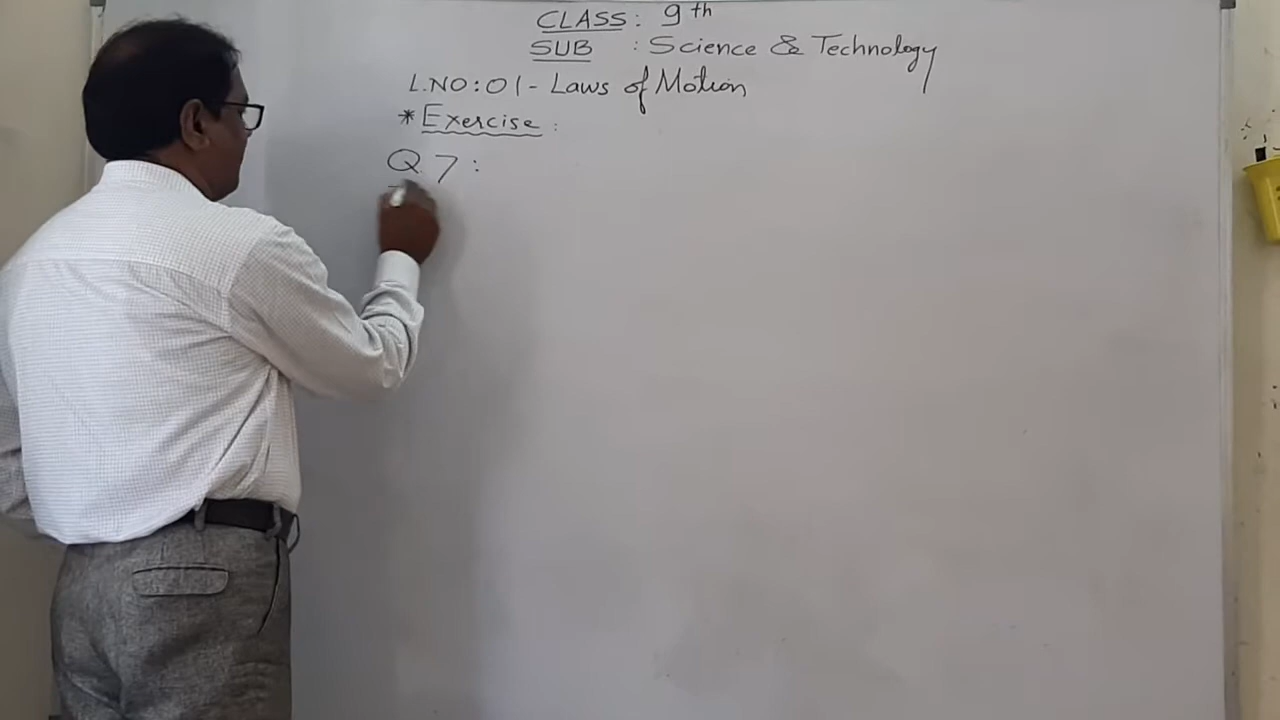 CLASS: 9th
SUB : Science & Technology
L.NO:01- Laws of Motion
*Exercise :
Q.7: